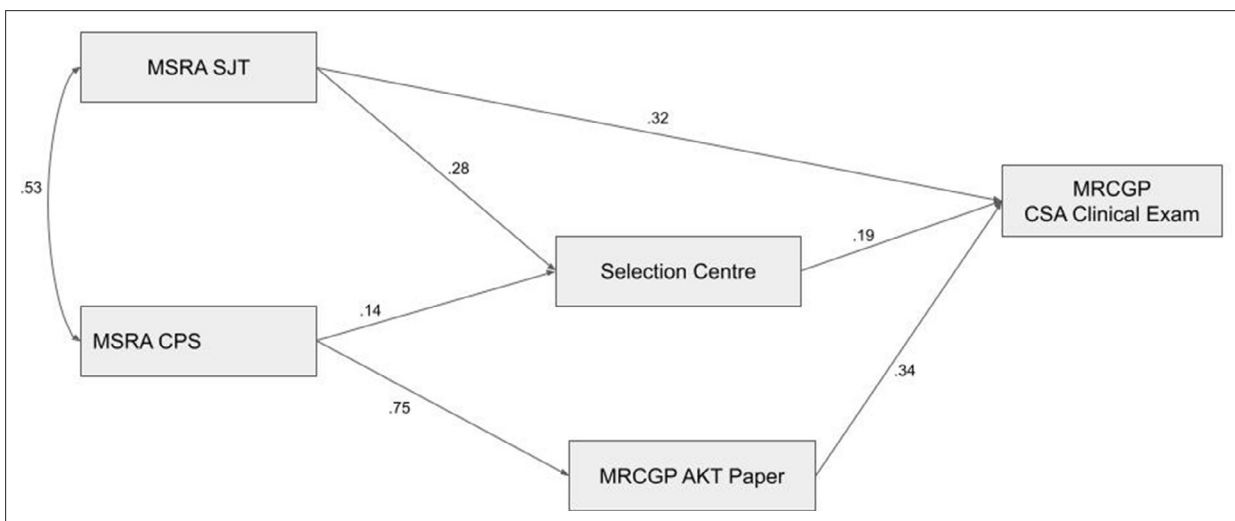 MSRA SJT
.32
.53
.28
MRCGP
CSA Clinical Exam
.19
Selection Centre
.14
MSRA CPS
.34
.75
MRCGP AKT Paper